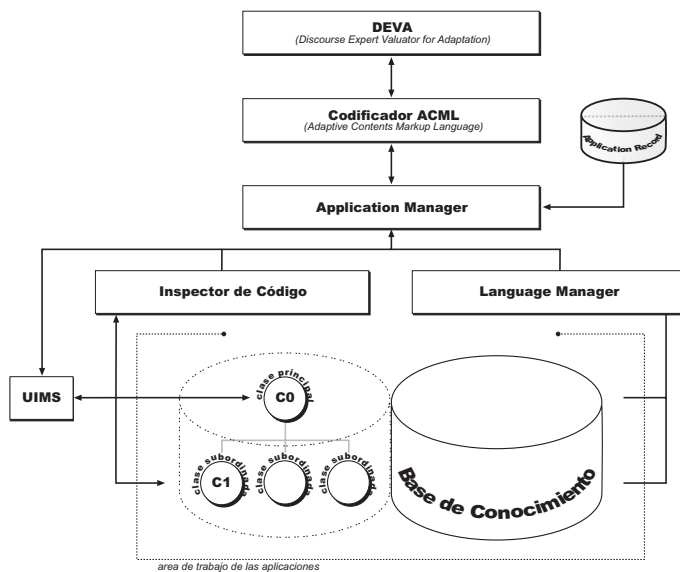 DEVA
(Discourse Expert Valuator for Adaptation)
Codificador ACML
(Adaptive Contents Markup Language)
Application Record
Application Manager
Inspector de Código
Language Manager
UIMS
clase principal
C0
clase subordinada
C1
clase subordinada
clase subordinada
Base de Conocimiento
area de trabajo de las aplicaciones